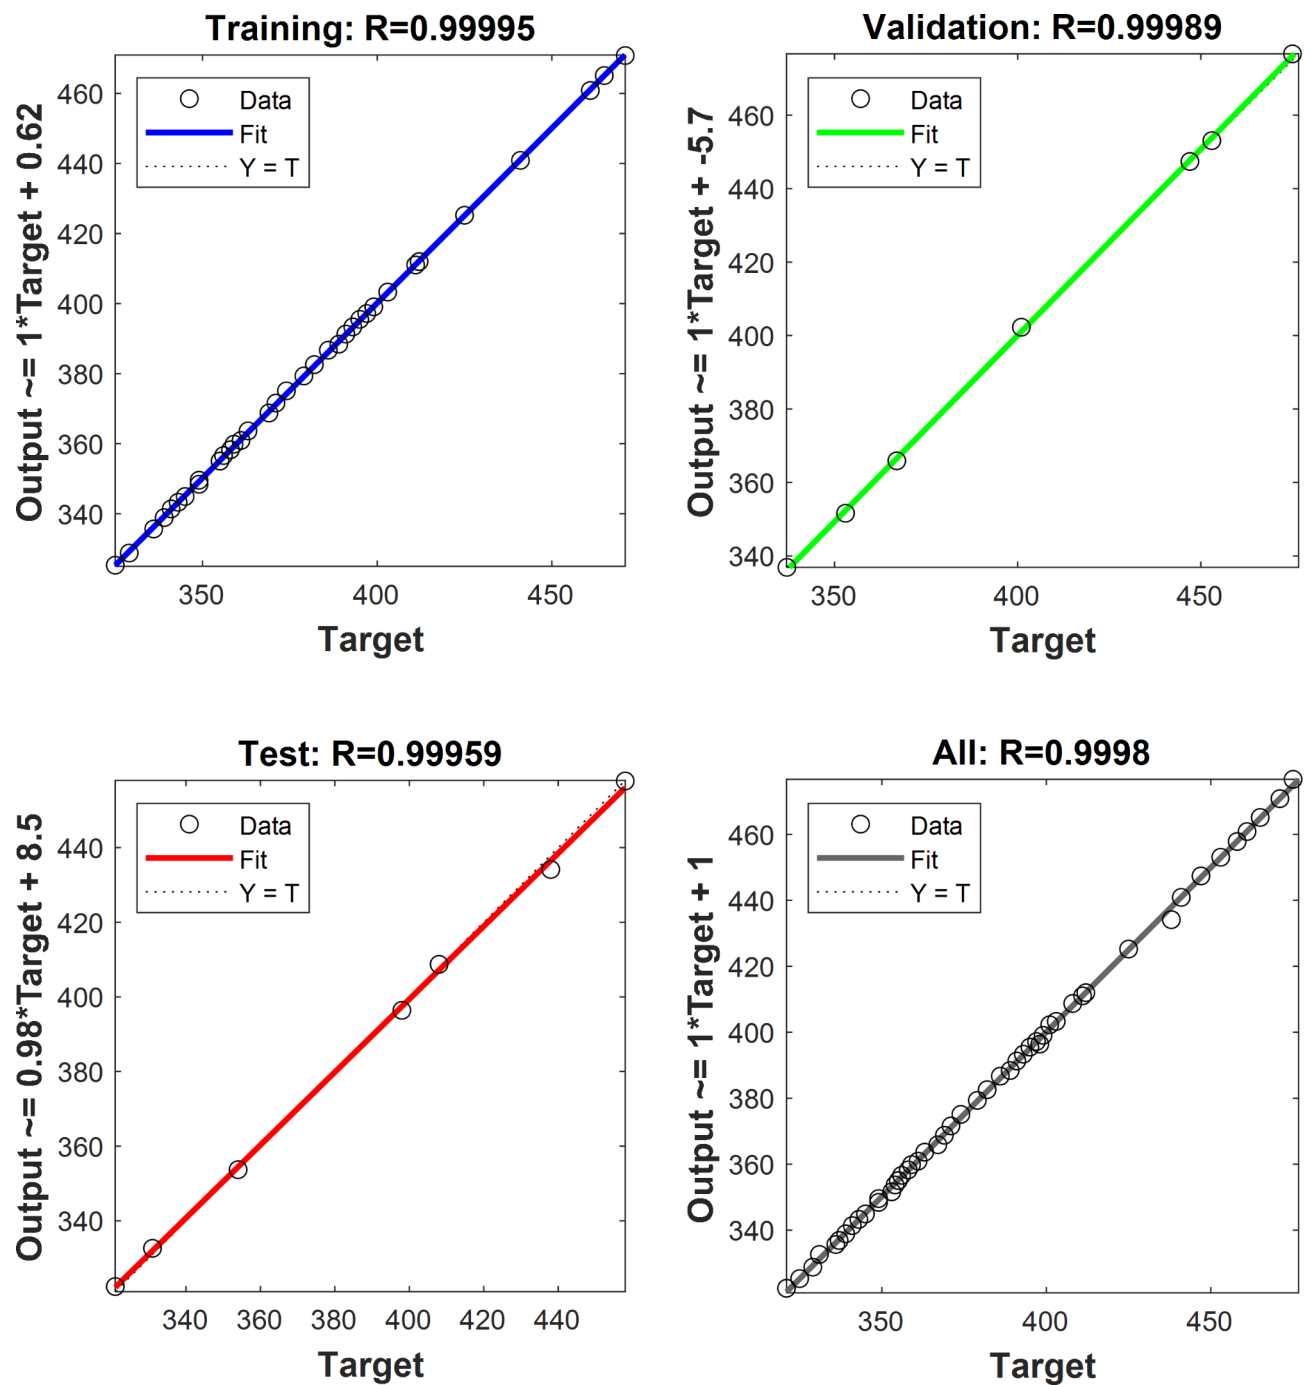 Training: R=0.99995
Output ~= 1*Target + 0.62
460
440
420
400
380
360
340
Data
Fit
Y = T
350
400
450
Target
Validation: R=0.99989
Output ~= 1*Target + -5.7
460
440
420
400
380
360
340
Data
Fit
Y = T
350
400
450
Target
Test: R=0.99959
Output ~= 0.98*Target + 8.5
440
420
400
380
360
340
Data
Fit
Y = T
340
360
380
400
420
440
Target
All: R=0.9998
Output ~= 1*Target + 1
460
440
420
400
380
360
340
Data
Fit
Y = T
350
400
450
Target